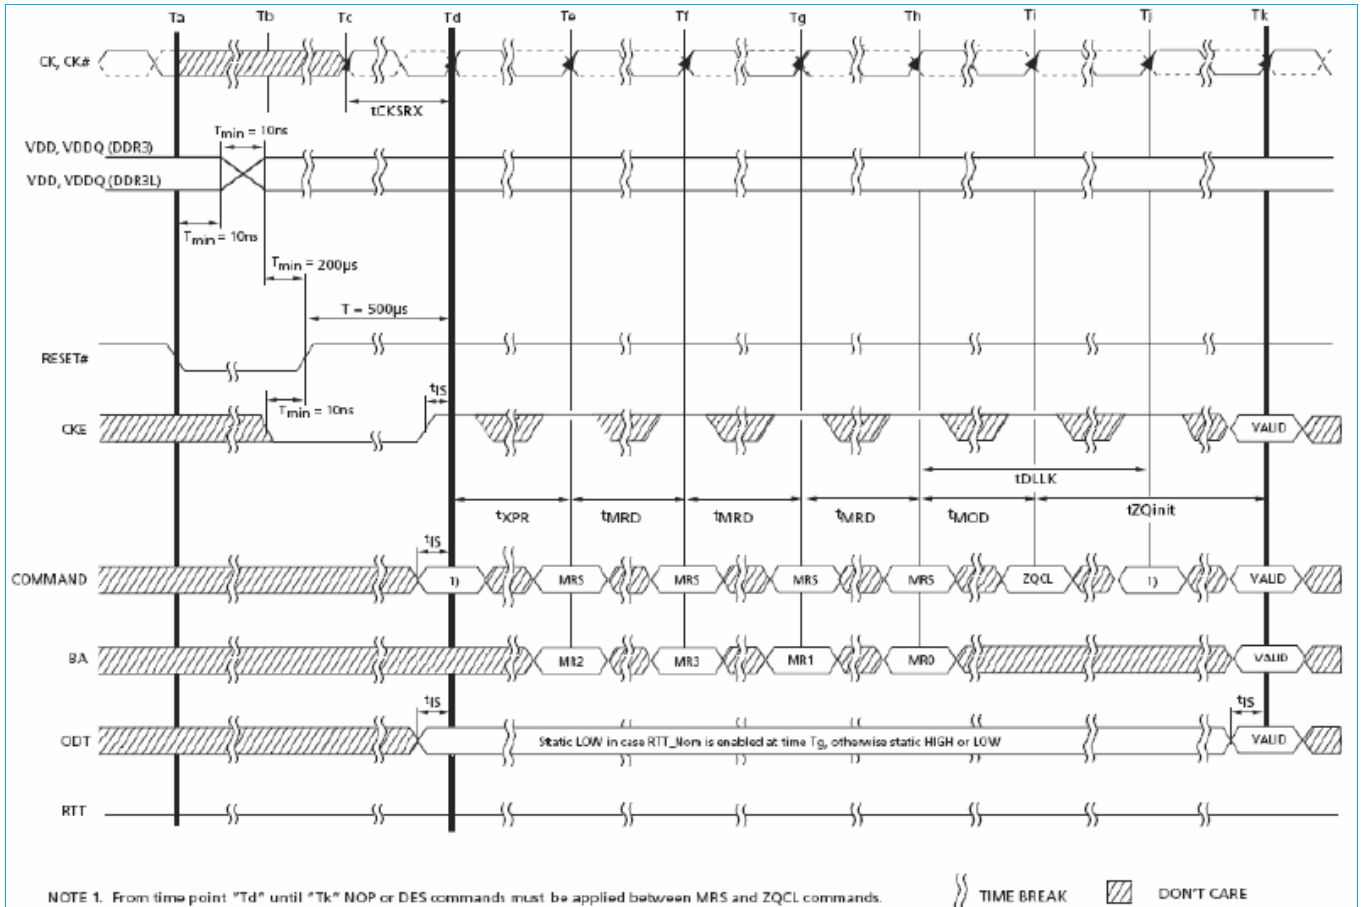 Ta Tb Tc Td Te Tf Tg Th Ti Tj Tk
CK, CK#
tCKSRX
Tmin = 10ns
VDD, VDDQ (DDR3)
VDD, VDDQ (DDR3L)
Tmin = 10ns
Tmin = 200µs
T = 500µs
RESET#
tIS
Tmin = 10ns
CKE
VALID
tDLLK
tXPR tMRD tMRD tMRD tMOD tZQinit
tIS
COMMAND 1) MRS MRS MRS MRS ZQCL 1) VALID
BA MR2 MR3 MR1 MR0 VALID
tIS tIS
ODT Static LOW in case RTT_Nom is enabled at time Tg, otherwise static HIGH or LOW VALID
RTT
NOTE 1. From time point "Td" until "Tk" NOP or DES commands must be applied between MRS and ZQCL commands.
TIME BREAK DON'T CARE